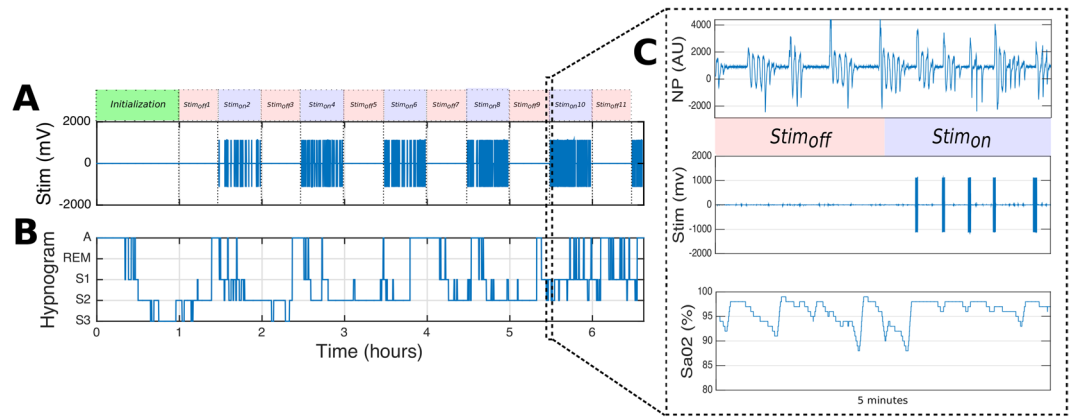 A
Initialization Stimoff1 Stimon2 Stimoff3 Stimon4 Stimoff5 Stimon6 Stimoff7 Stimon8 Stimoff9 Stimon10 Stimoff11
Stim (mV)
2000
0
-2000
B
Hypnogram
A
REM
S1
S2
S3
0 1 2 3 4 5 6
Time (hours)
C
NP (AU)
4000
2000
0
-2000
Stimoff Stimon
Stim (mv)
2000
1000
0
-1000
-2000
Sa02 (%)
100
95
90
85
80
5 minutes